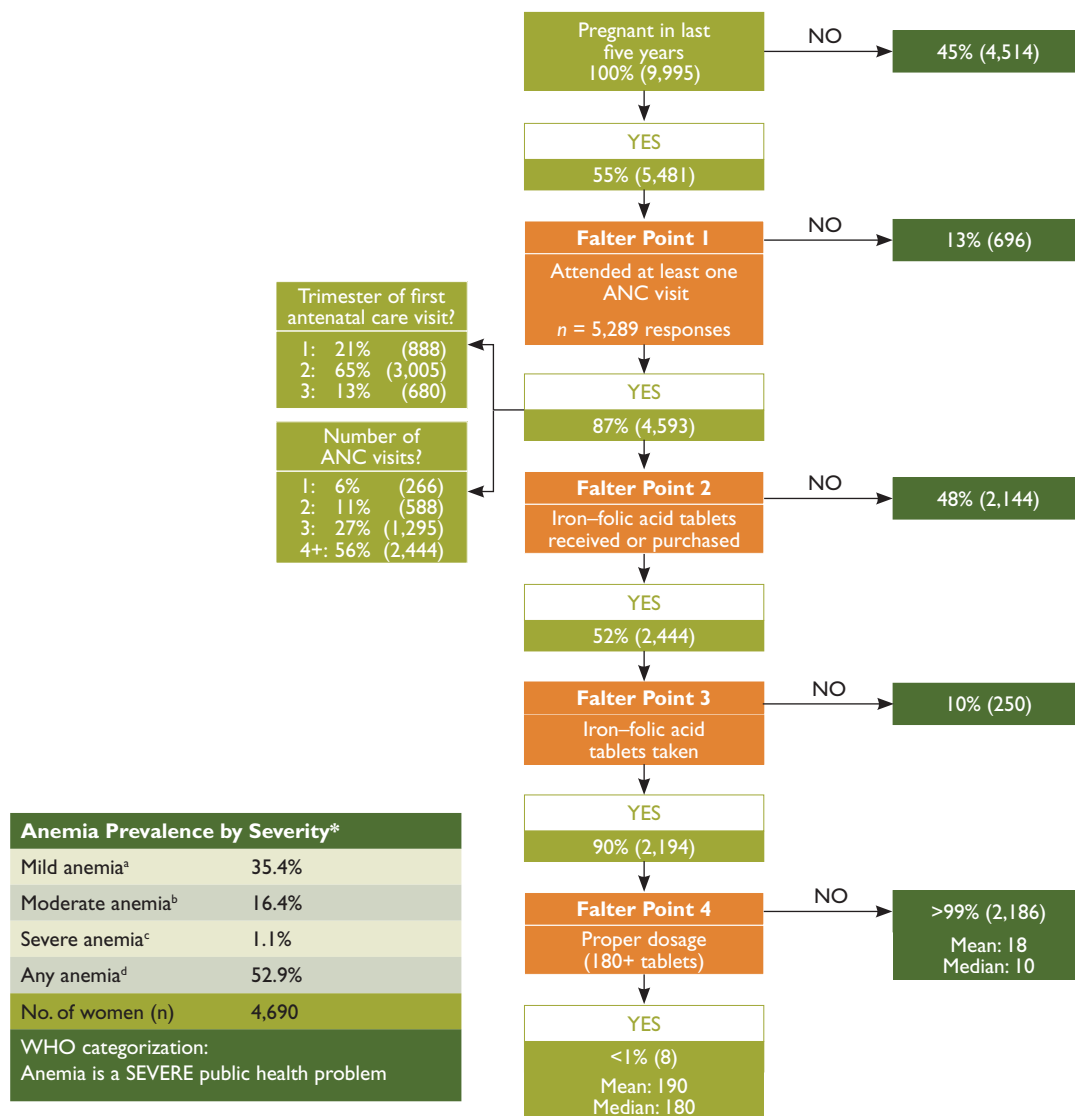 Pregnant in last
five years
100% (9,995)
NO
45% (4,514)
YES
55% (5,481)
Falter Point 1
Attended at least one
ANC visit
n = 5,289 responses
NO
13% (696)
Trimester of first
antenatal care visit?
1: 21% (888)
2: 65% (3,005)
3: 13% (680)
YES
87% (4,593)
Number of
ANC visits?
1: 6% (266)
2: 11% (588)
3: 27% (1,295)
4+: 56% (2,444)
Falter Point 2
Iron–folic acid tablets
received or purchased
NO
48% (2,144)
YES
52% (2,444)
Falter Point 3
Iron–folic acid
tablets taken
NO
10% (250)
YES
90% (2,194)
Falter Point 4
Proper dosage
(180+ tablets)
NO
>99% (2,186)
Mean: 18
Median: 10
YES
<1% (8)
Mean: 190
Median: 180
Anemia Prevalence by Severity*
Mild anemiaᵃ 35.4%
Moderate anemiaᵇ 16.4%
Severe anemiaᶜ 1.1%
Any anemiaᵈ 52.9%
No. of women (n) 4,690
WHO categorization:
Anemia is a SEVERE public health problem